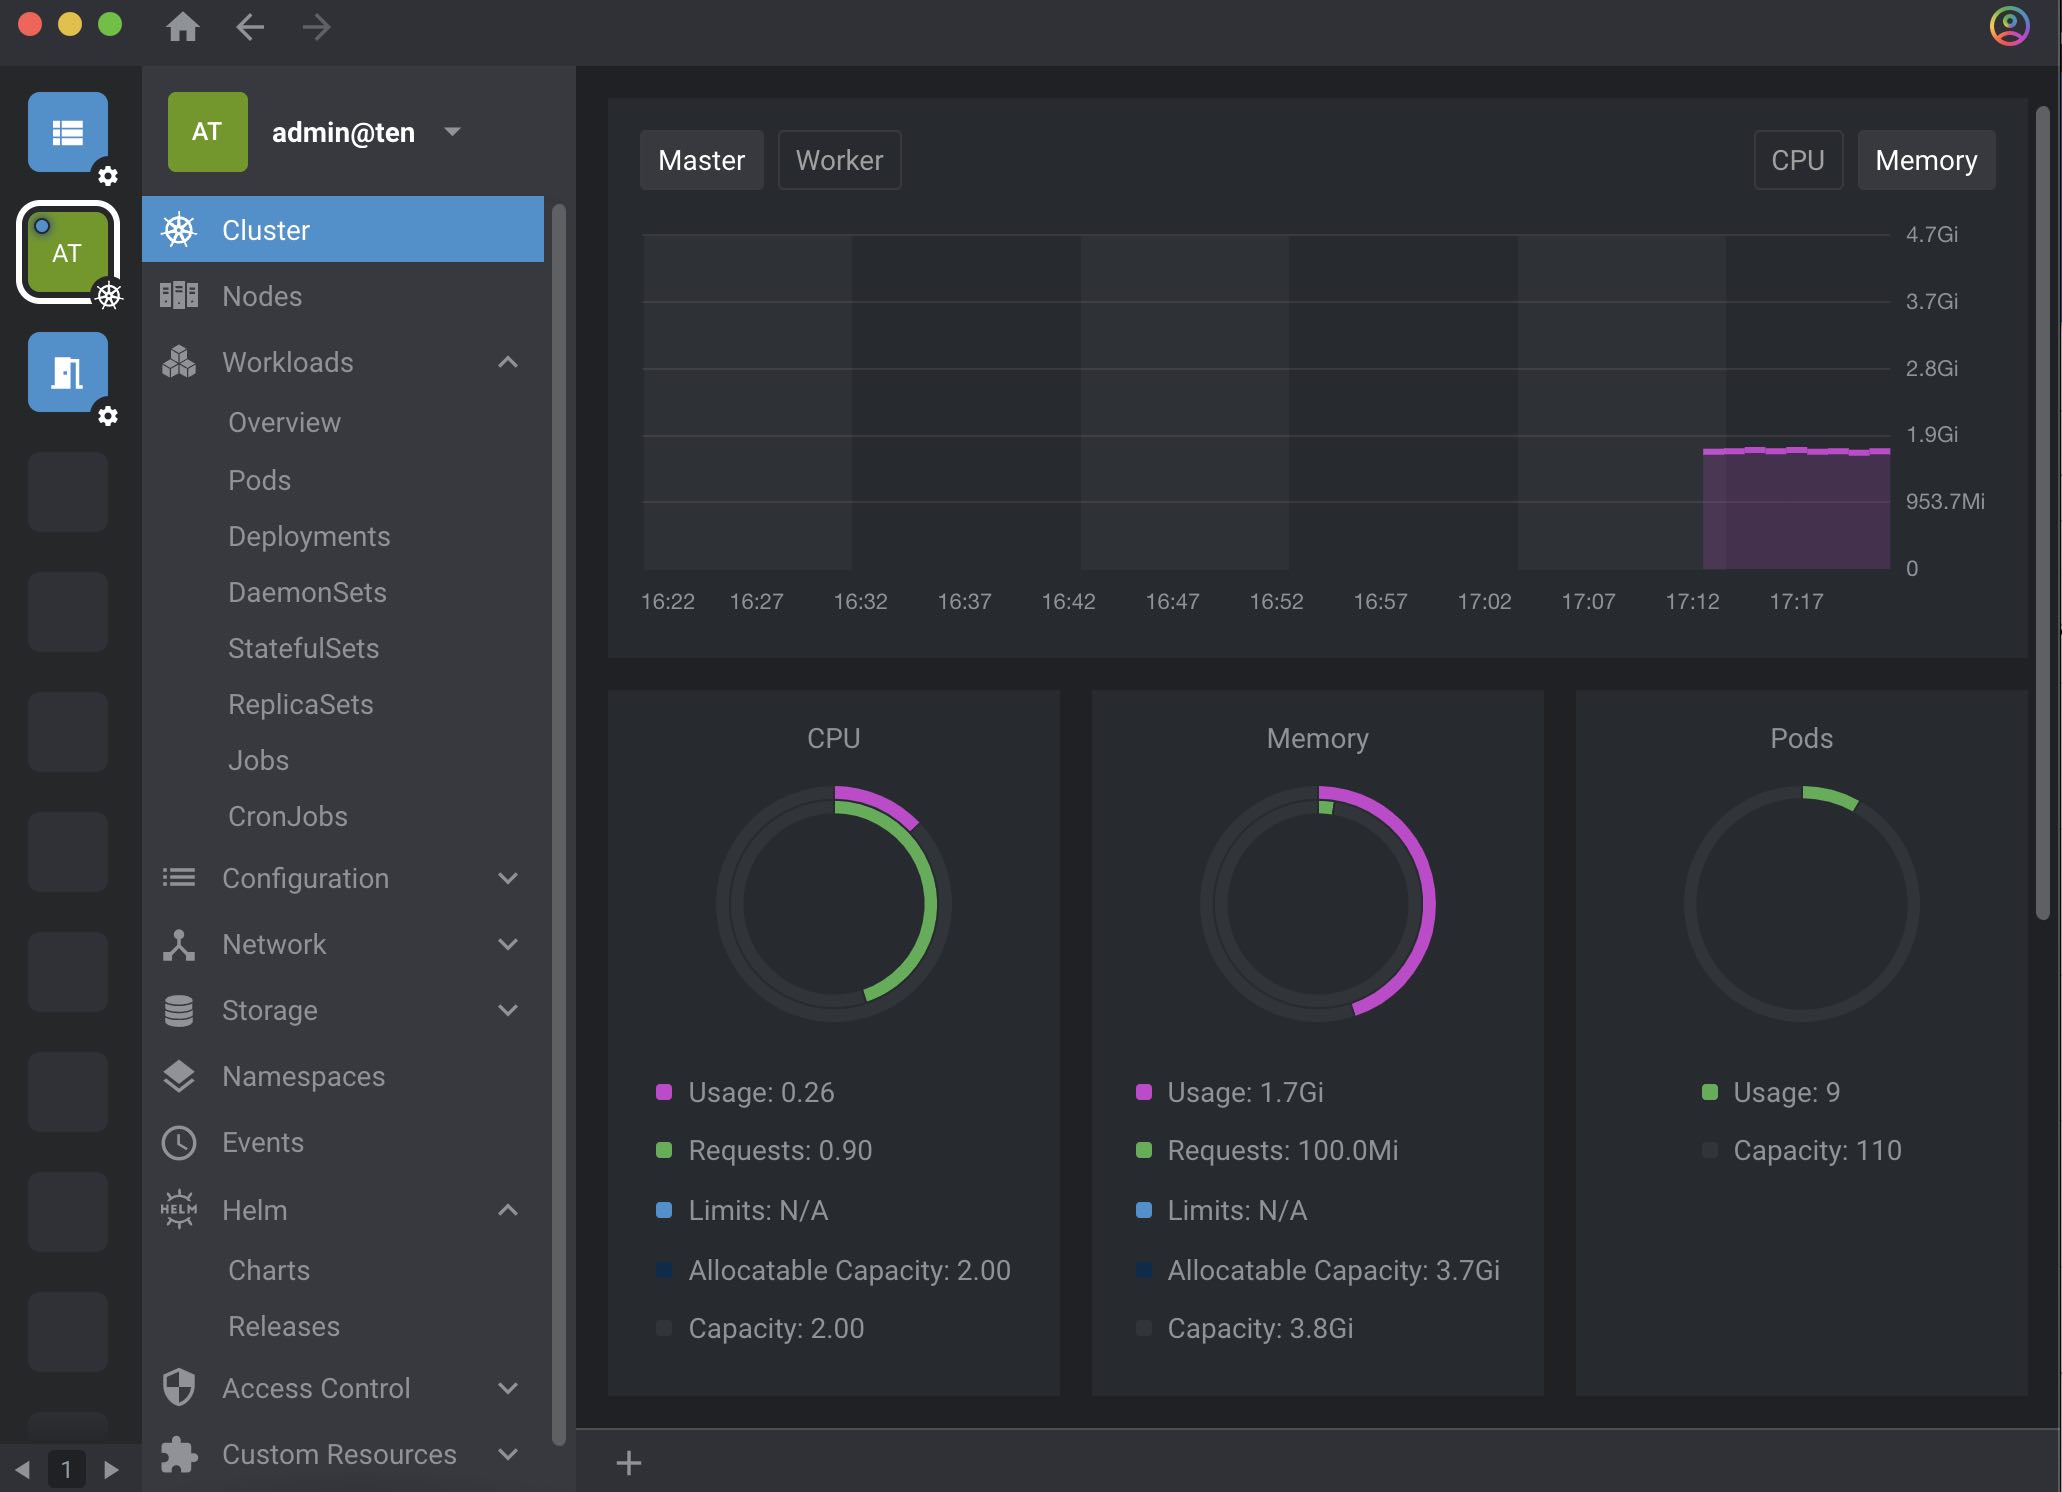 AT
admin@ten
AT
Cluster
Nodes
Workloads
Overview
Pods
Deployments
DaemonSets
StatefulSets
ReplicaSets
Jobs
CronJobs
Configuration
Network
Storage
Namespaces
Events
HELM
Helm
Charts
Releases
Access Control
Custom Resources
1
Master
Worker
CPU
Memory
4.7Gi
3.7Gi
2.8Gi
1.9Gi
953.7Mi
0
16:22 16:27 16:32 16:37 16:42 16:47 16:52 16:57 17:02 17:07 17:12 17:17
CPU
Usage: 0.26
Requests: 0.90
Limits: N/A
Allocatable Capacity: 2.00
Capacity: 2.00
Memory
Usage: 1.7Gi
Requests: 100.0Mi
Limits: N/A
Allocatable Capacity: 3.7Gi
Capacity: 3.8Gi
Pods
Usage: 9
Capacity: 110